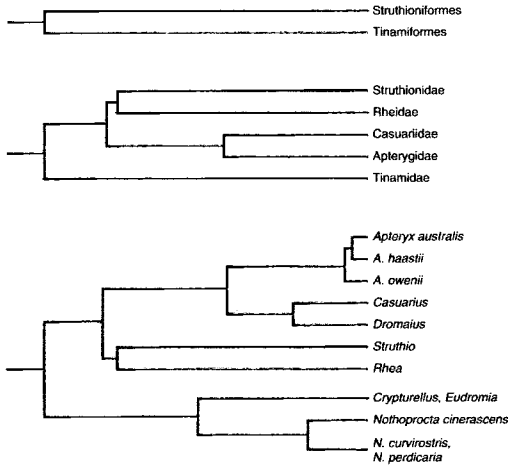 Struthioniformes
Tinamiformes
Struthionidae
Rheidae
Casuariidae
Apterygidae
Tinamidae
Apteryx australis
A. haastii
A. owenii
Casuarius
Dromaius
Struthio
Rhea
Crypturellus, Eudromia
Nothoprocta cinerascens
N. curvirostris,
N. perdicaria